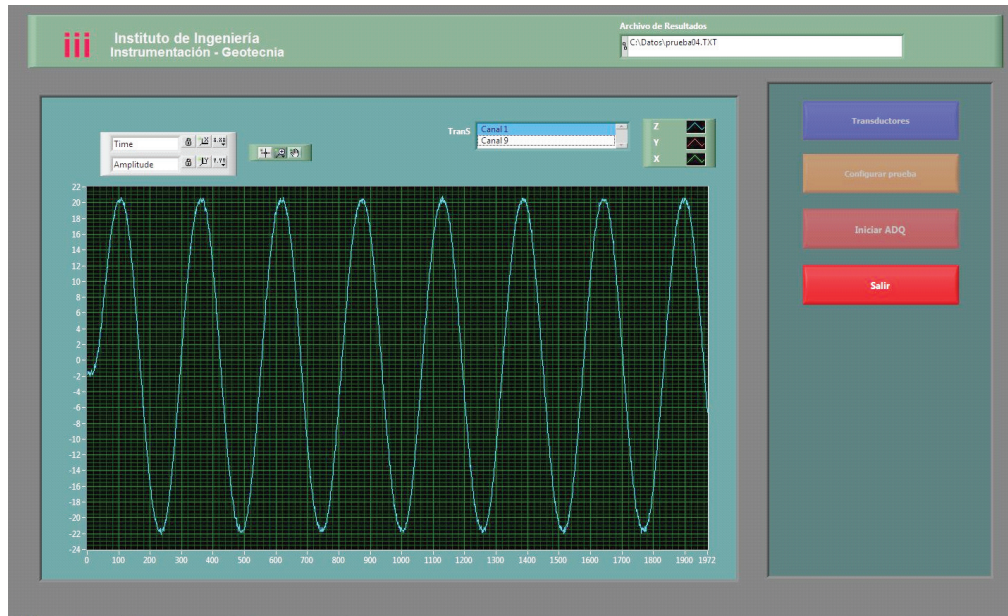 Archivo de Resultados
iii Instituto de Ingeniería
Instrumentación - Geotecnia
C:\Datos\prueba04.TXT
Transductores
Configurar prueba
Iniciar ADQ
Salir
Time
Amplitude
TranS
Canal 1
Canal 9
Z
Y
X
22
20
18
16
14
12
10
8
6
4
2
0
-2
-4
-6
-8
-10
-12
-14
-16
-18
-20
-22
-24
0 100 200 300 400 500 600 700 800 900 1000 1100 1200 1300 1400 1500 1600 1700 1800 1900 1972